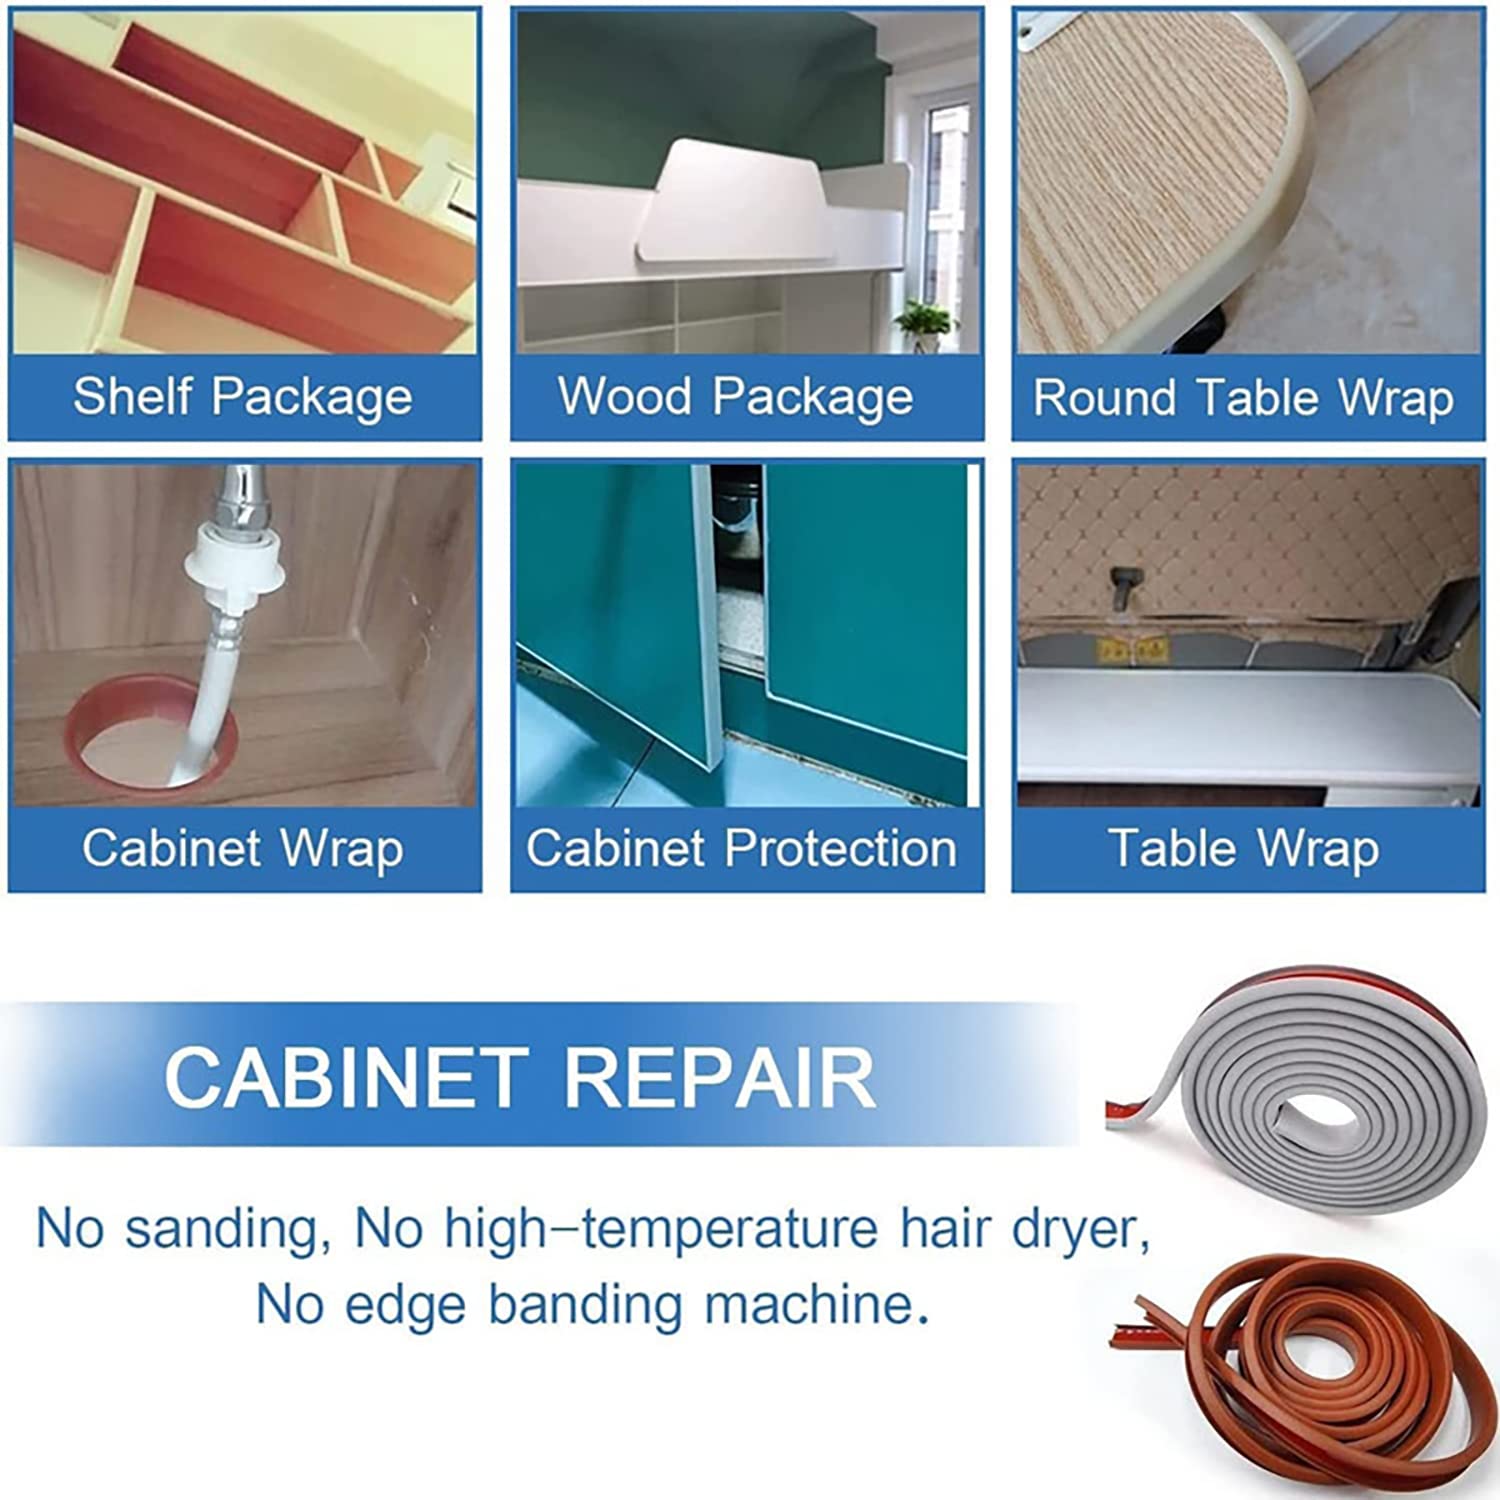 Shelf Package
Wood Package
Round Table Wrap
Cabinet Wrap
Cabinet Protection
Table Wrap
CABINET REPAIR
No sanding, No high-temperature hair dryer,
No edge banding machine.